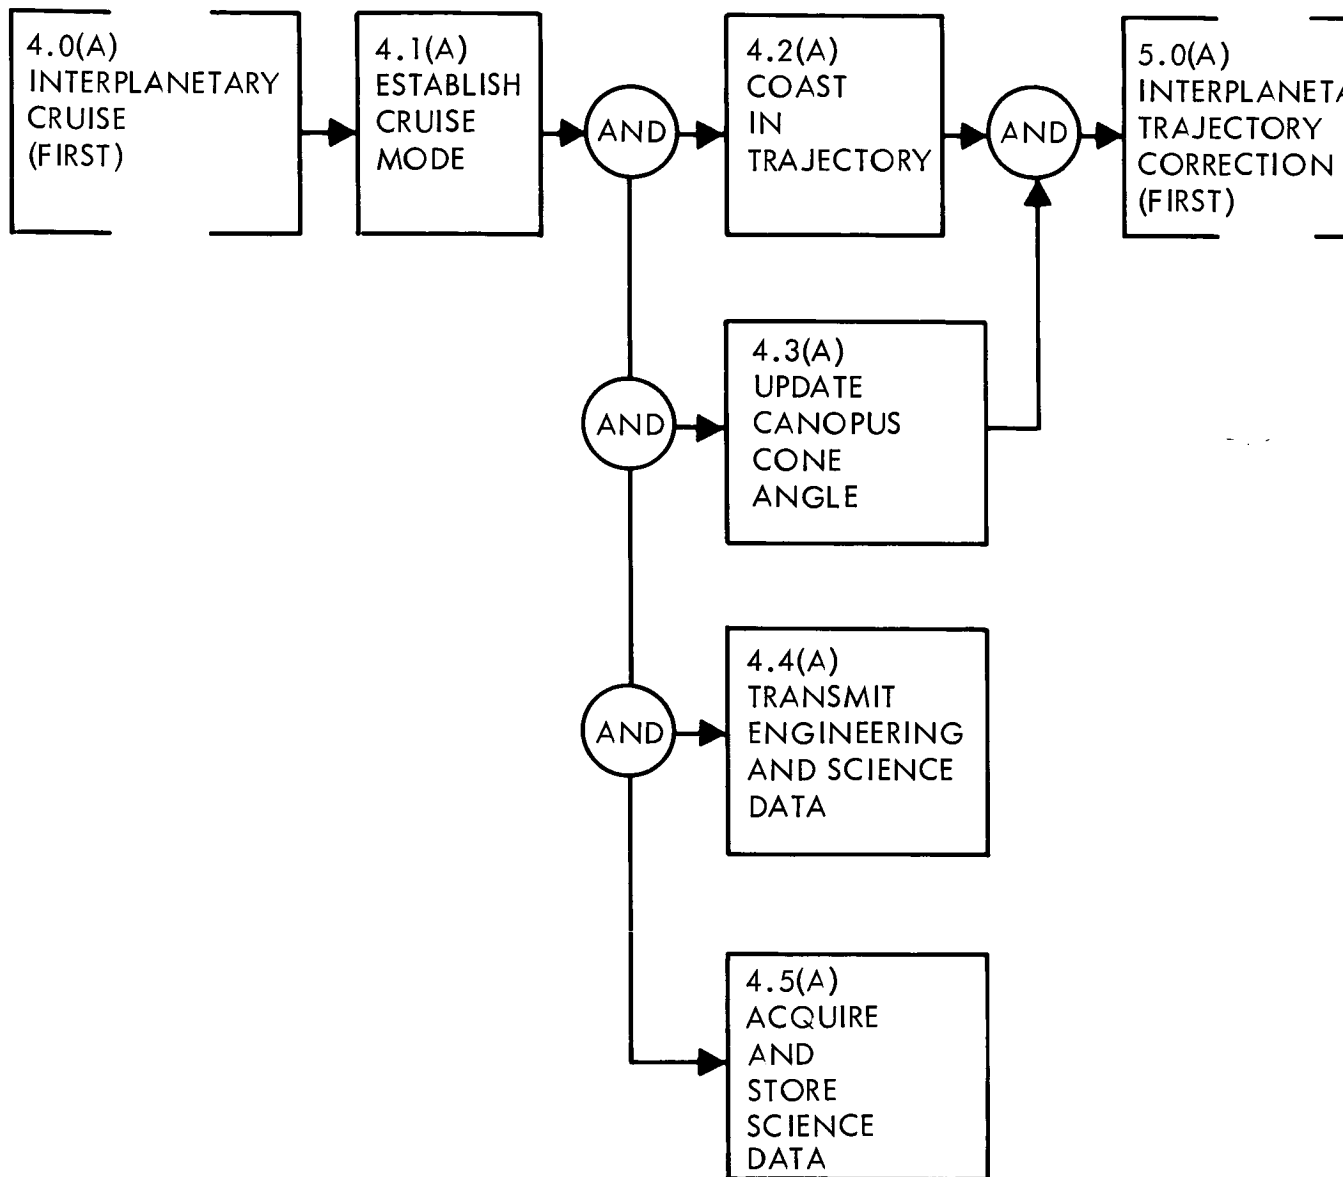 4.0(A)
INTERPLANETARY
CRUISE
(FIRST)
4.1(A)
ESTABLISH
CRUISE
MODE
AND
4.2(A)
COAST
IN
TRAJECTORY
AND
5.0(A)
INTERPLANETA
TRAJECTORY
CORRECTION
(FIRST)
AND
4.3(A)
UPDATE
CANOPUS
CONE
ANGLE
AND
4.4(A)
TRANSMIT
ENGINEERING
AND SCIENCE
DATA
4.5(A)
ACQUIRE
AND
STORE
SCIENCE
DATA